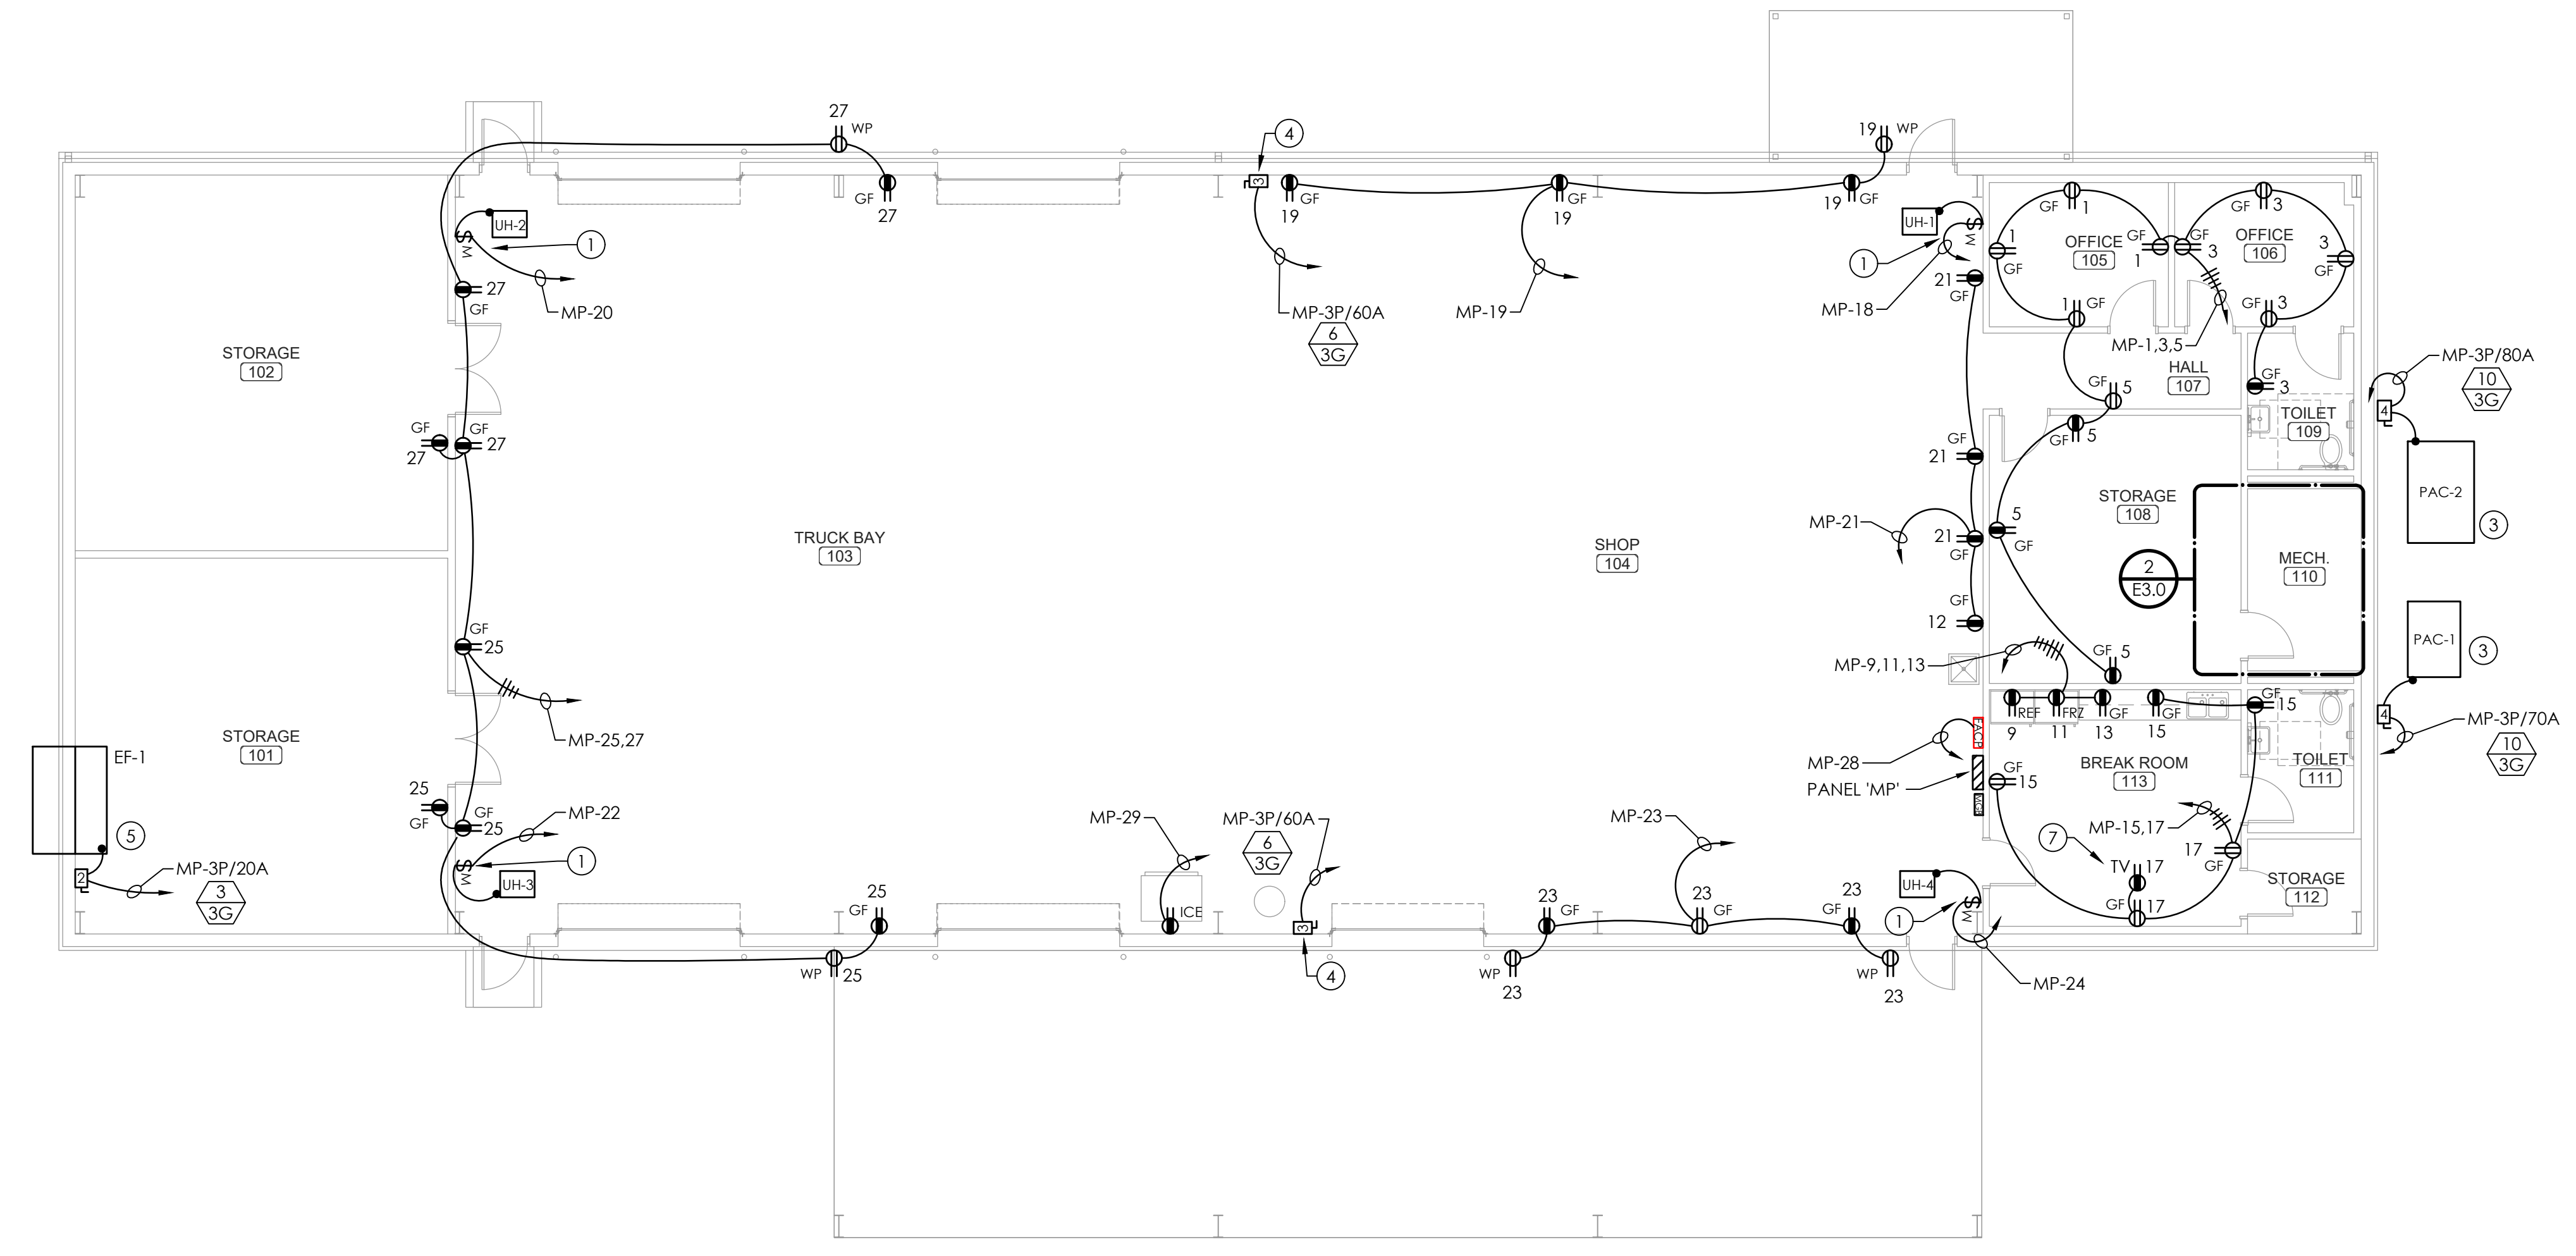 27
WP
GF
27
4
3
19
GF
19
GF
19
GF
19
WP
UH-2
M
1
MP-20
27
GF
MP-3P/60A
6
3G
MP-19
UH-1
M
1
MP-18
21
GF
1
GF
GF
1
GF
1
OFFICE
105
1
GF
GF
3
GF
3
OFFICE
106
3
GF
GF
3
MP-1,3,5
HALL
107
GF
5
GF
3
TOILET
109
MP-3P/80A
10
3G
4
PAC-2
3
STORAGE
102
GF
27
GF
27
TRUCK BAY
103
SHOP
104
GF
21
MP-21
21
GF
GF
12
GF
5
5
GF
STORAGE
108
2
E3.0
MECH.
110
GF
5
PAC-1
3
4
MP-3P/70A
10
3G
GF
25
MP-25,27
STORAGE
101
EF-1
5
2
MP-3P/20A
3
3G
25
GF
GF
25
MP-22
M
1
UH-3
25
GF
WP
25
MP-29
ICE
MP-3P/60A
6
3G
3
4
MP-23
23
GF
23
GF
23
GF
WP
23
WP
23
MP-9,11,13
REF
9
FRZ
11
GF
13
GF
15
GF
15
FACP
MP-28
PANEL 'MP'
GF
15
BREAK ROOM
113
TOILET
111
MP-15,17
7
TV
17
17
GF
GF
17
STORAGE
112
UH-4
M
1
MP-24